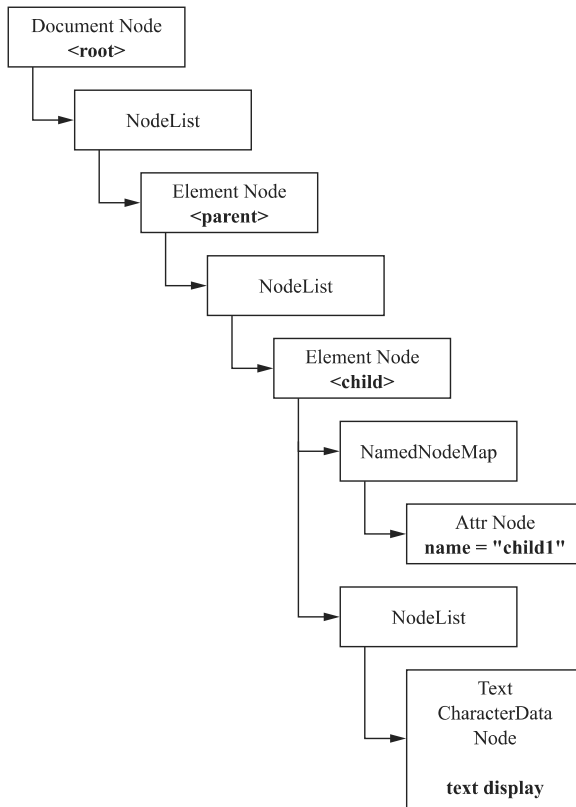 Document Node
<root>
NodeList
Element Node
<parent>
NodeList
Element Node
<child>
NamedNodeMap
Attr Node
name = "child1"
NodeList
Text
CharacterData
Node
text display